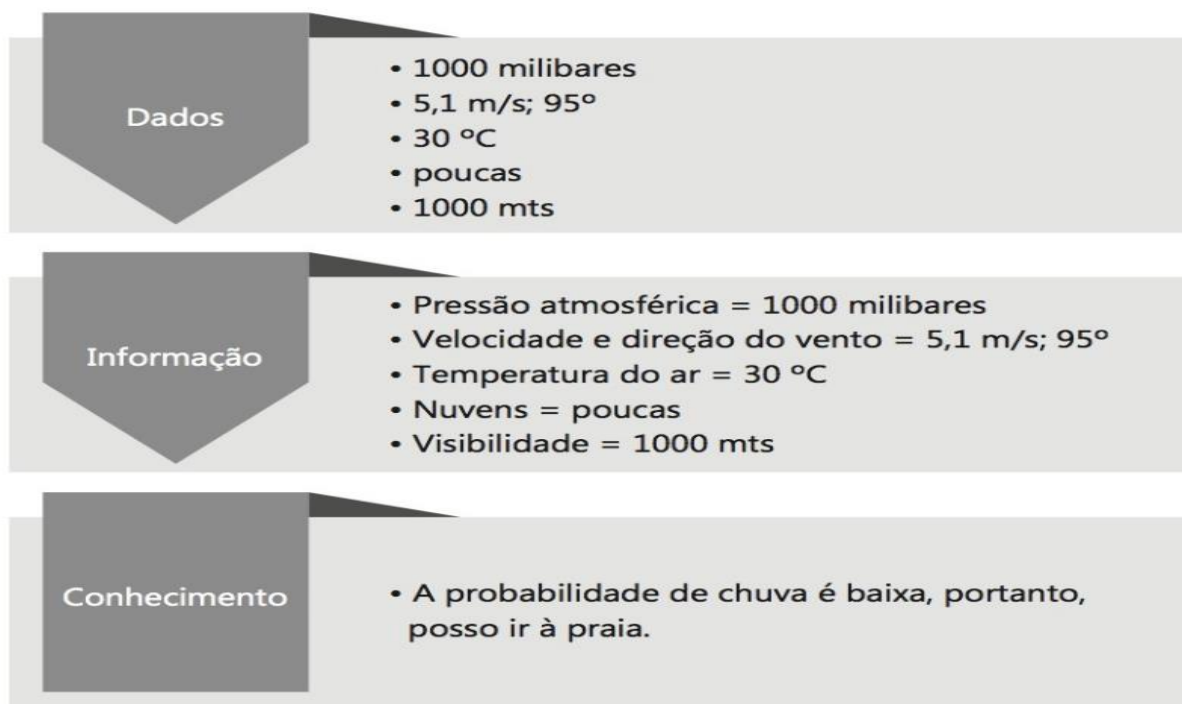 Dados
• 1000 milibares
• 5,1 m/s; 95º
• 30 ºC
• poucas
• 1000 mts
Informação
• Pressão atmosférica = 1000 milibares
• Velocidade e direção do vento = 5,1 m/s; 95º
• Temperatura do ar = 30 ºC
• Nuvens = poucas
• Visibilidade = 1000 mts
Conhecimento
• A probabilidade de chuva é baixa, portanto,
posso ir à praia.